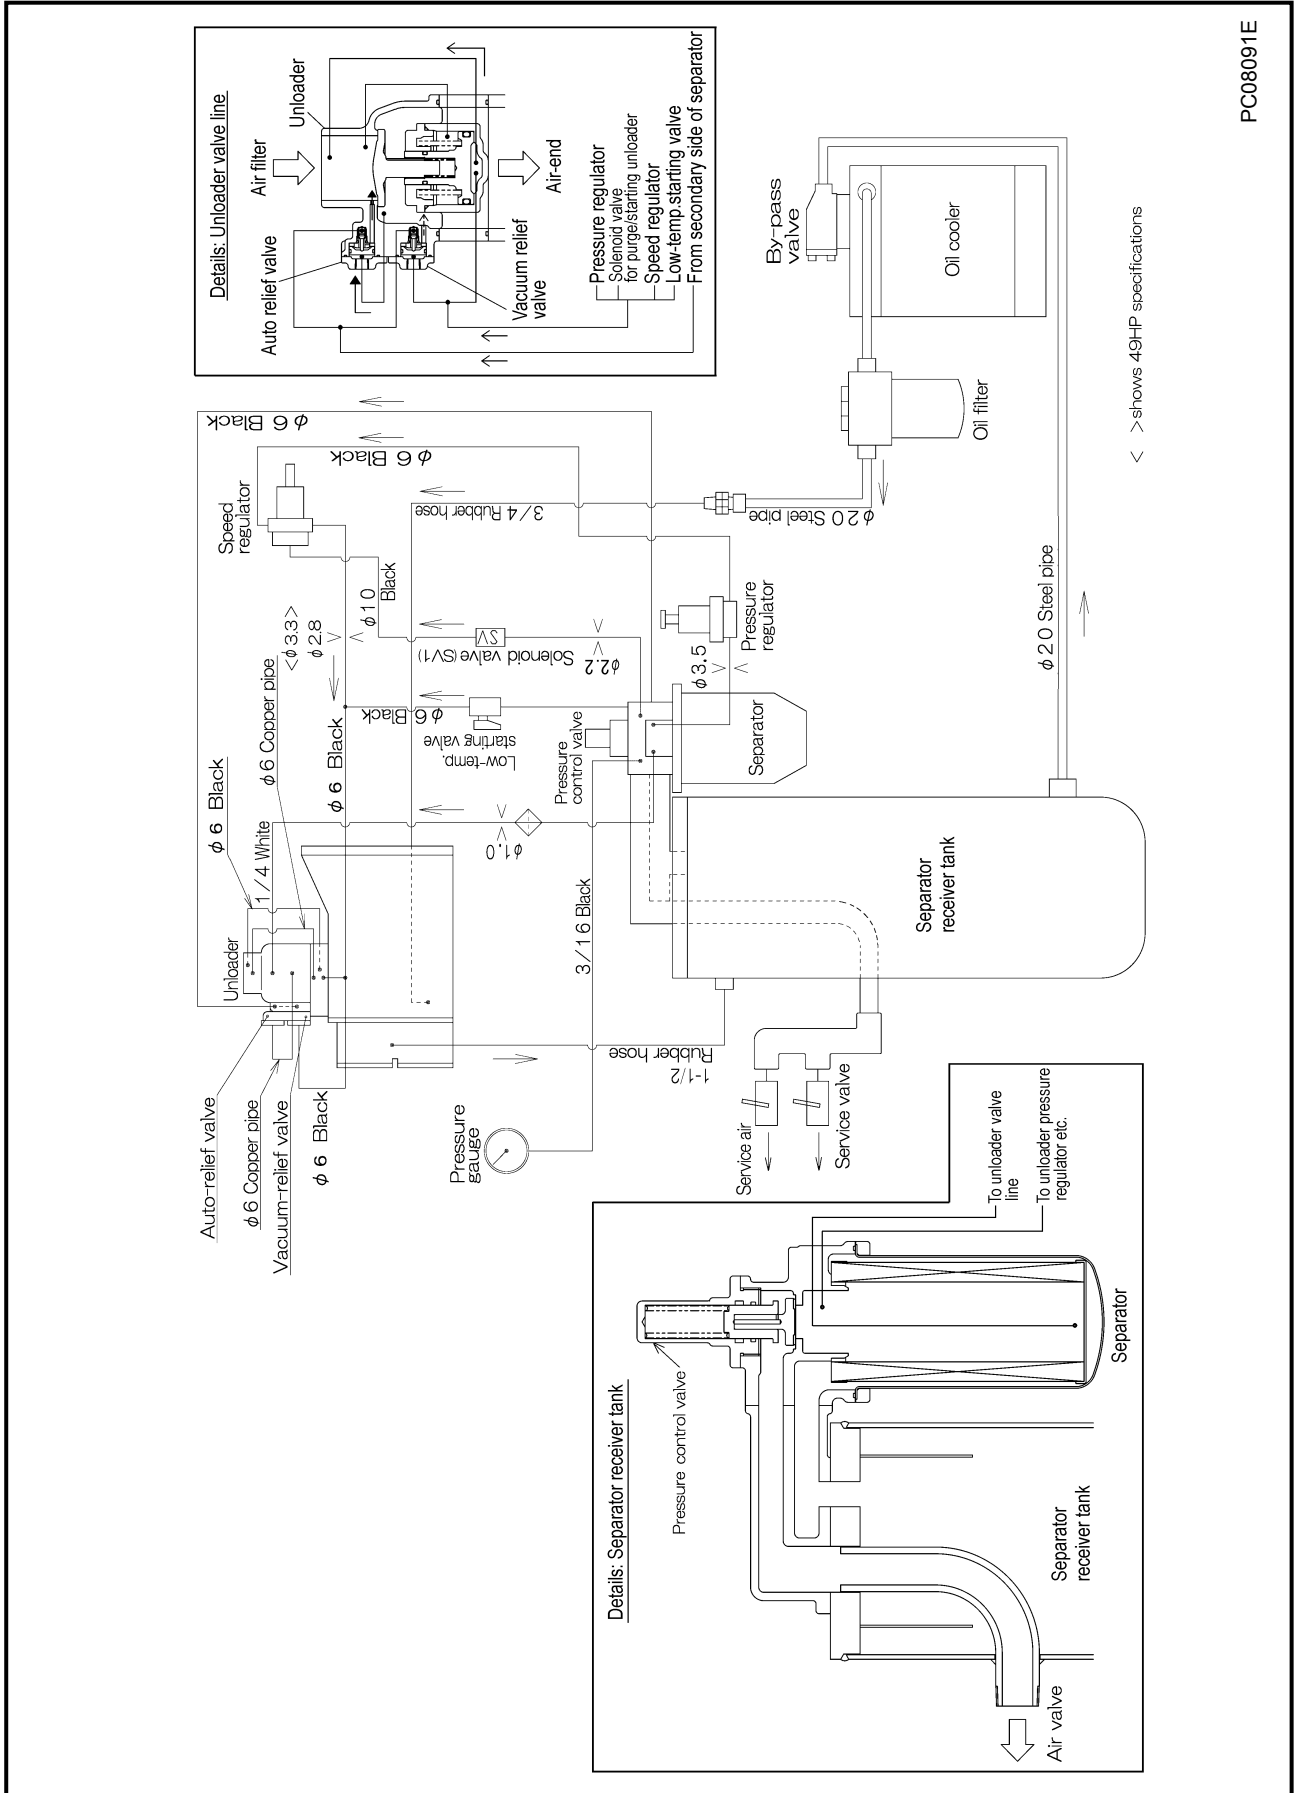 PC08091E
Details: Unloader valve line
Air filter
Unloader
Auto relief valve
Vacuum relief
valve
Air-end
Pressure regulator
Solenoid valve
for purge/starting unloader
Speed regulator
Low-temp.starting valve
From secondary side of separator
By-pass
valve
Oil cooler
Oil filter
< >shows 49HP specifications
φ6 Black
φ6 Black
Speed
regulator
3/4 Rubber hose
φ20 Steel pipe
φ20 Steel pipe
<φ3.3>
φ2.8
φ10
Black
Solenoid valve(SV1)
SV
φ2.2
Pressure
regulator
φ3.5
φ6 Copper pipe
φ6 Black
φ6 Black
φ6 Black
Low-temp.
starting valve
Pressure
control valve
Separator
1/4 White
φ1.0
Unloader
3/16 Black
Separator
receiver tank
1-1/2
Rubber hose
Auto-relief valve
φ6 Copper pipe
Vacuum-relief valve
φ6 Black
Pressure
gauge
Service air
Service valve
Details: Separator receiver tank
Pressure control valve
To unloader valve
line
To unloader pressure
regulator etc.
Separator
Separator
receiver tank
Air valve